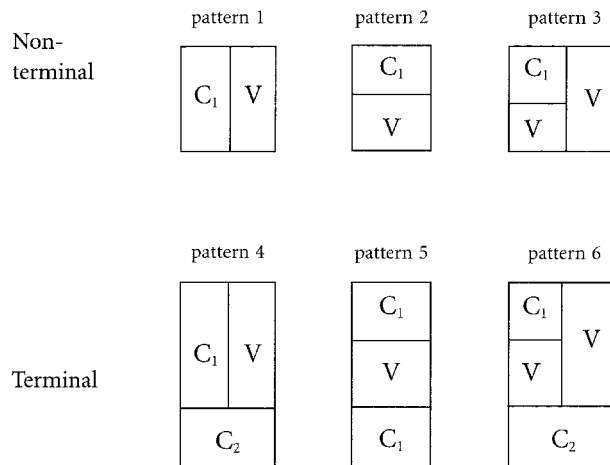 pattern 1 pattern 2 pattern 3
Non-
terminal
C₁ V
C₁
V
C₁
V
V
pattern 4 pattern 5 pattern 6
Terminal
C₁ V
C₂
C₁
V
C₁
C₁
V
V
C₂